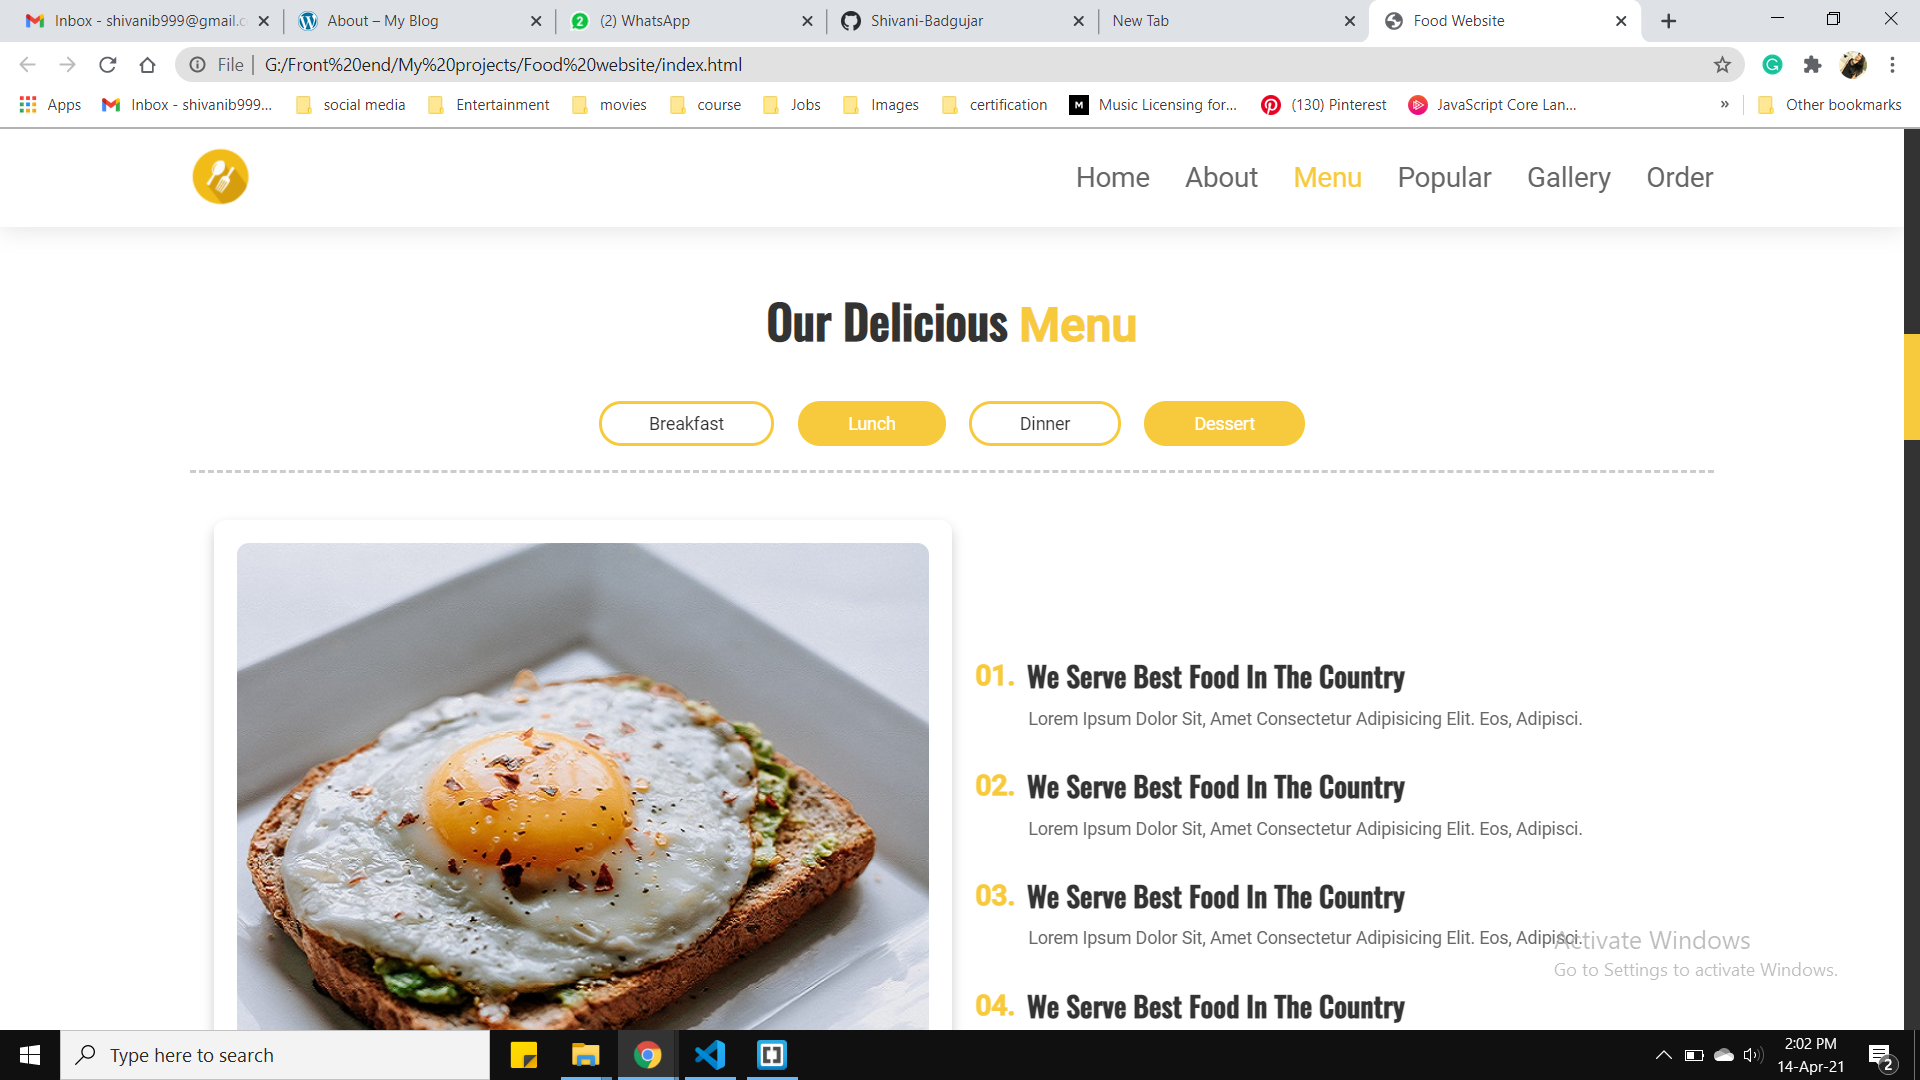 Inbox - shivanib999@gmail.c
About – My Blog
(2) WhatsApp
Shivani-Badgujar
New Tab
Food Website
File
G:/Front%20end/My%20projects/Food%20website/index.html
Apps
Inbox - shivanib999...
social media
Entertainment
movies
course
Jobs
Images
certification
Music Licensing for...
(130) Pinterest
JavaScript Core Lan...
»
Other bookmarks
Home
About
Menu
Popular
Gallery
Order
Our Delicious Menu
Breakfast
Lunch
Dinner
Dessert
01. We Serve Best Food In The Country
Lorem Ipsum Dolor Sit, Amet Consectetur Adipisicing Elit. Eos, Adipisci.
02. We Serve Best Food In The Country
Lorem Ipsum Dolor Sit, Amet Consectetur Adipisicing Elit. Eos, Adipisci.
03. We Serve Best Food In The Country
Lorem Ipsum Dolor Sit, Amet Consectetur Adipisicing Elit. Eos, Adipisci.
Activate Windows
Go to Settings to activate Windows.
04. We Serve Best Food In The Country
Type here to search
2:02 PM
14-Apr-21
2